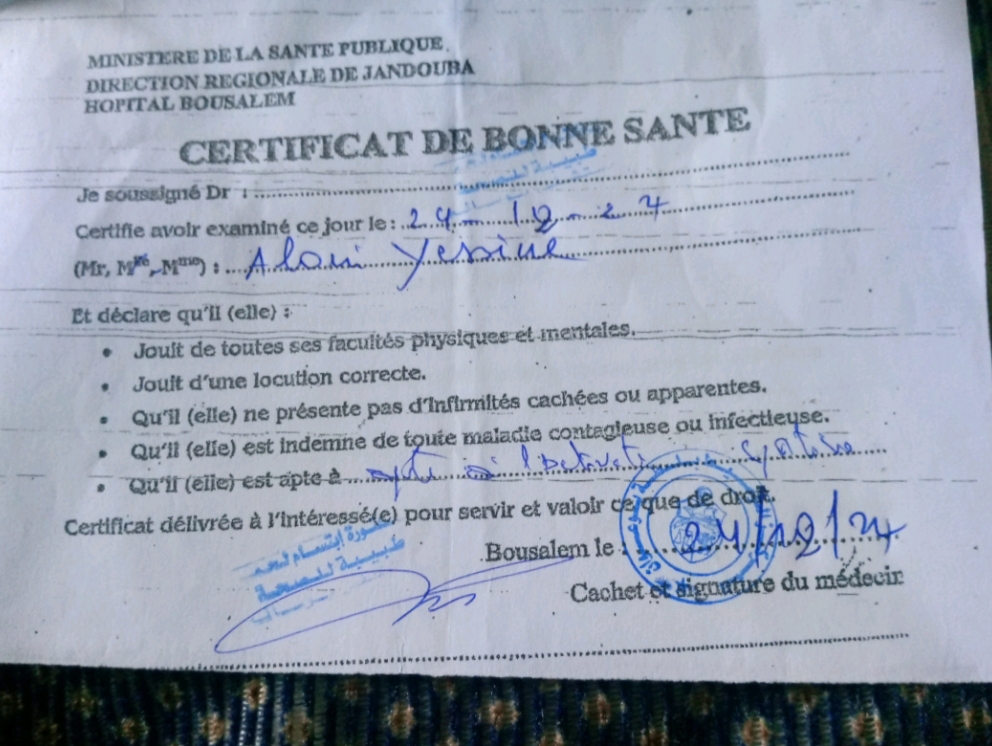 MINISTERE DE LA SANTE PUBLIQUE
DIRECTION REGIONALE DE JANDOUBA
HOPITAL BOUSALEM
CERTIFICAT DE BONNE SANTE
Je soussigné Dr :
Certifie avoir examiné ce jour le : 24-12-24
(Mr, Mlle, Mme) : Yessine
Et déclare qu'il (elle) :
• Jouit de toutes ses facultés physiques et mentales.
• Jouit d'une locution correcte.
• Qu'il (elle) ne présente pas d'infirmités cachées ou apparentes.
• Qu'il (elle) est indemne de toute maladie contagieuse ou infectieuse.
• Qu'il (elle) est apte à
Certificat délivrée à l'intéressé(e) pour servir et valoir ce que de droit.
Bousalem le : 24/12/24
Cachet et signature du médecin